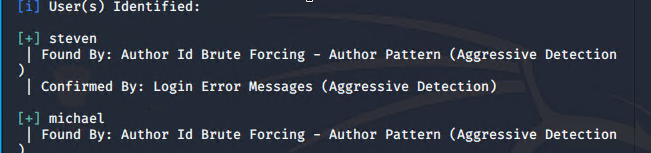 [i] User(s) Identified:
[+] steven
| Found By: Author Id Brute Forcing - Author Pattern (Aggressive Detection
)
| Confirmed By: Login Error Messages (Aggressive Detection)
[+] michael
| Found By: Author Id Brute Forcing - Author Pattern (Aggressive Detection
)